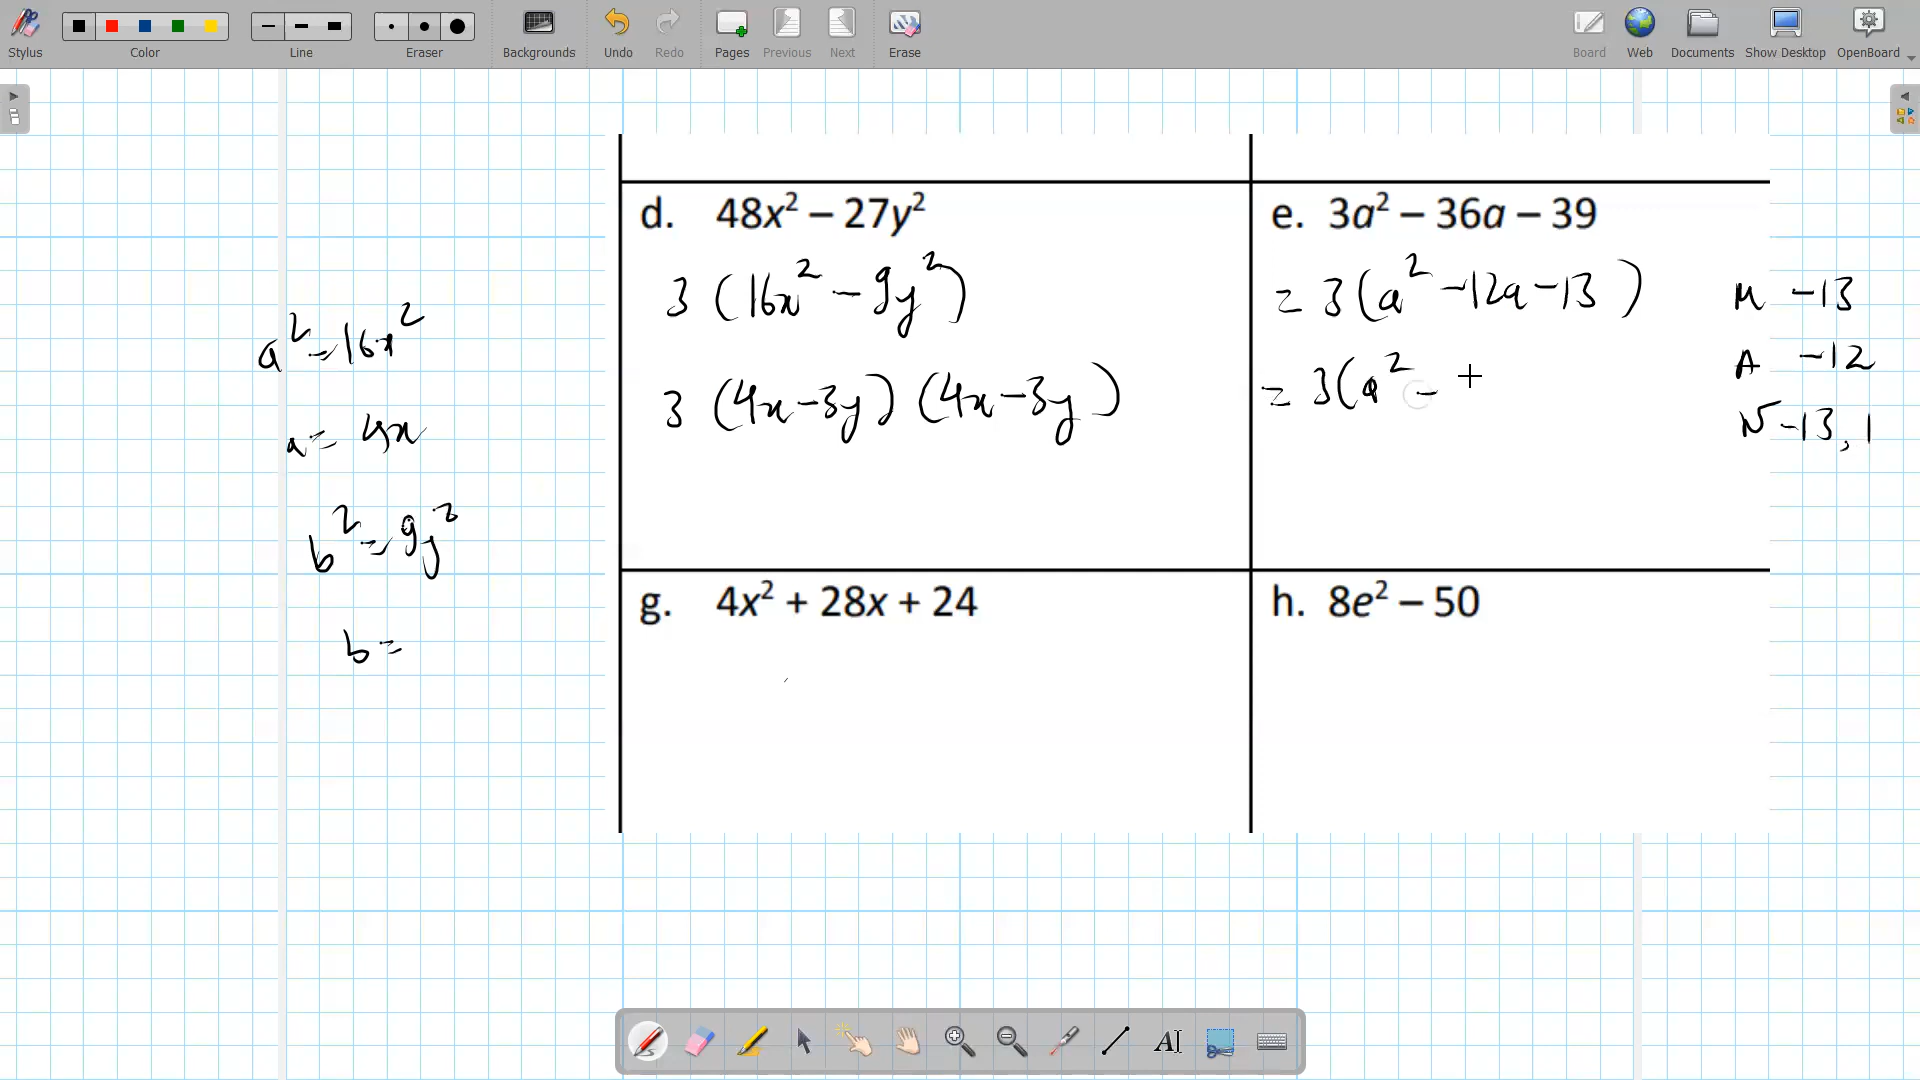 Stylus
Color
Line
Eraser
Backgrounds
Undo
Redo
Pages
Previous
Next
Erase
Board
Web
Documents
Show Desktop
OpenBoard
d. 48x² – 27y²
3 (16x² – 9y²)
3 (4x – 3y) (4x – 3y)
a² = 16x²
a = 4x
b² = 9y²
b =
e. 3a² – 36a – 39
= 3(a² – 12a – 13)
= 3(a² –
M –13
A –12
N –13, 1
g. 4x² + 28x + 24
h. 8e² – 50